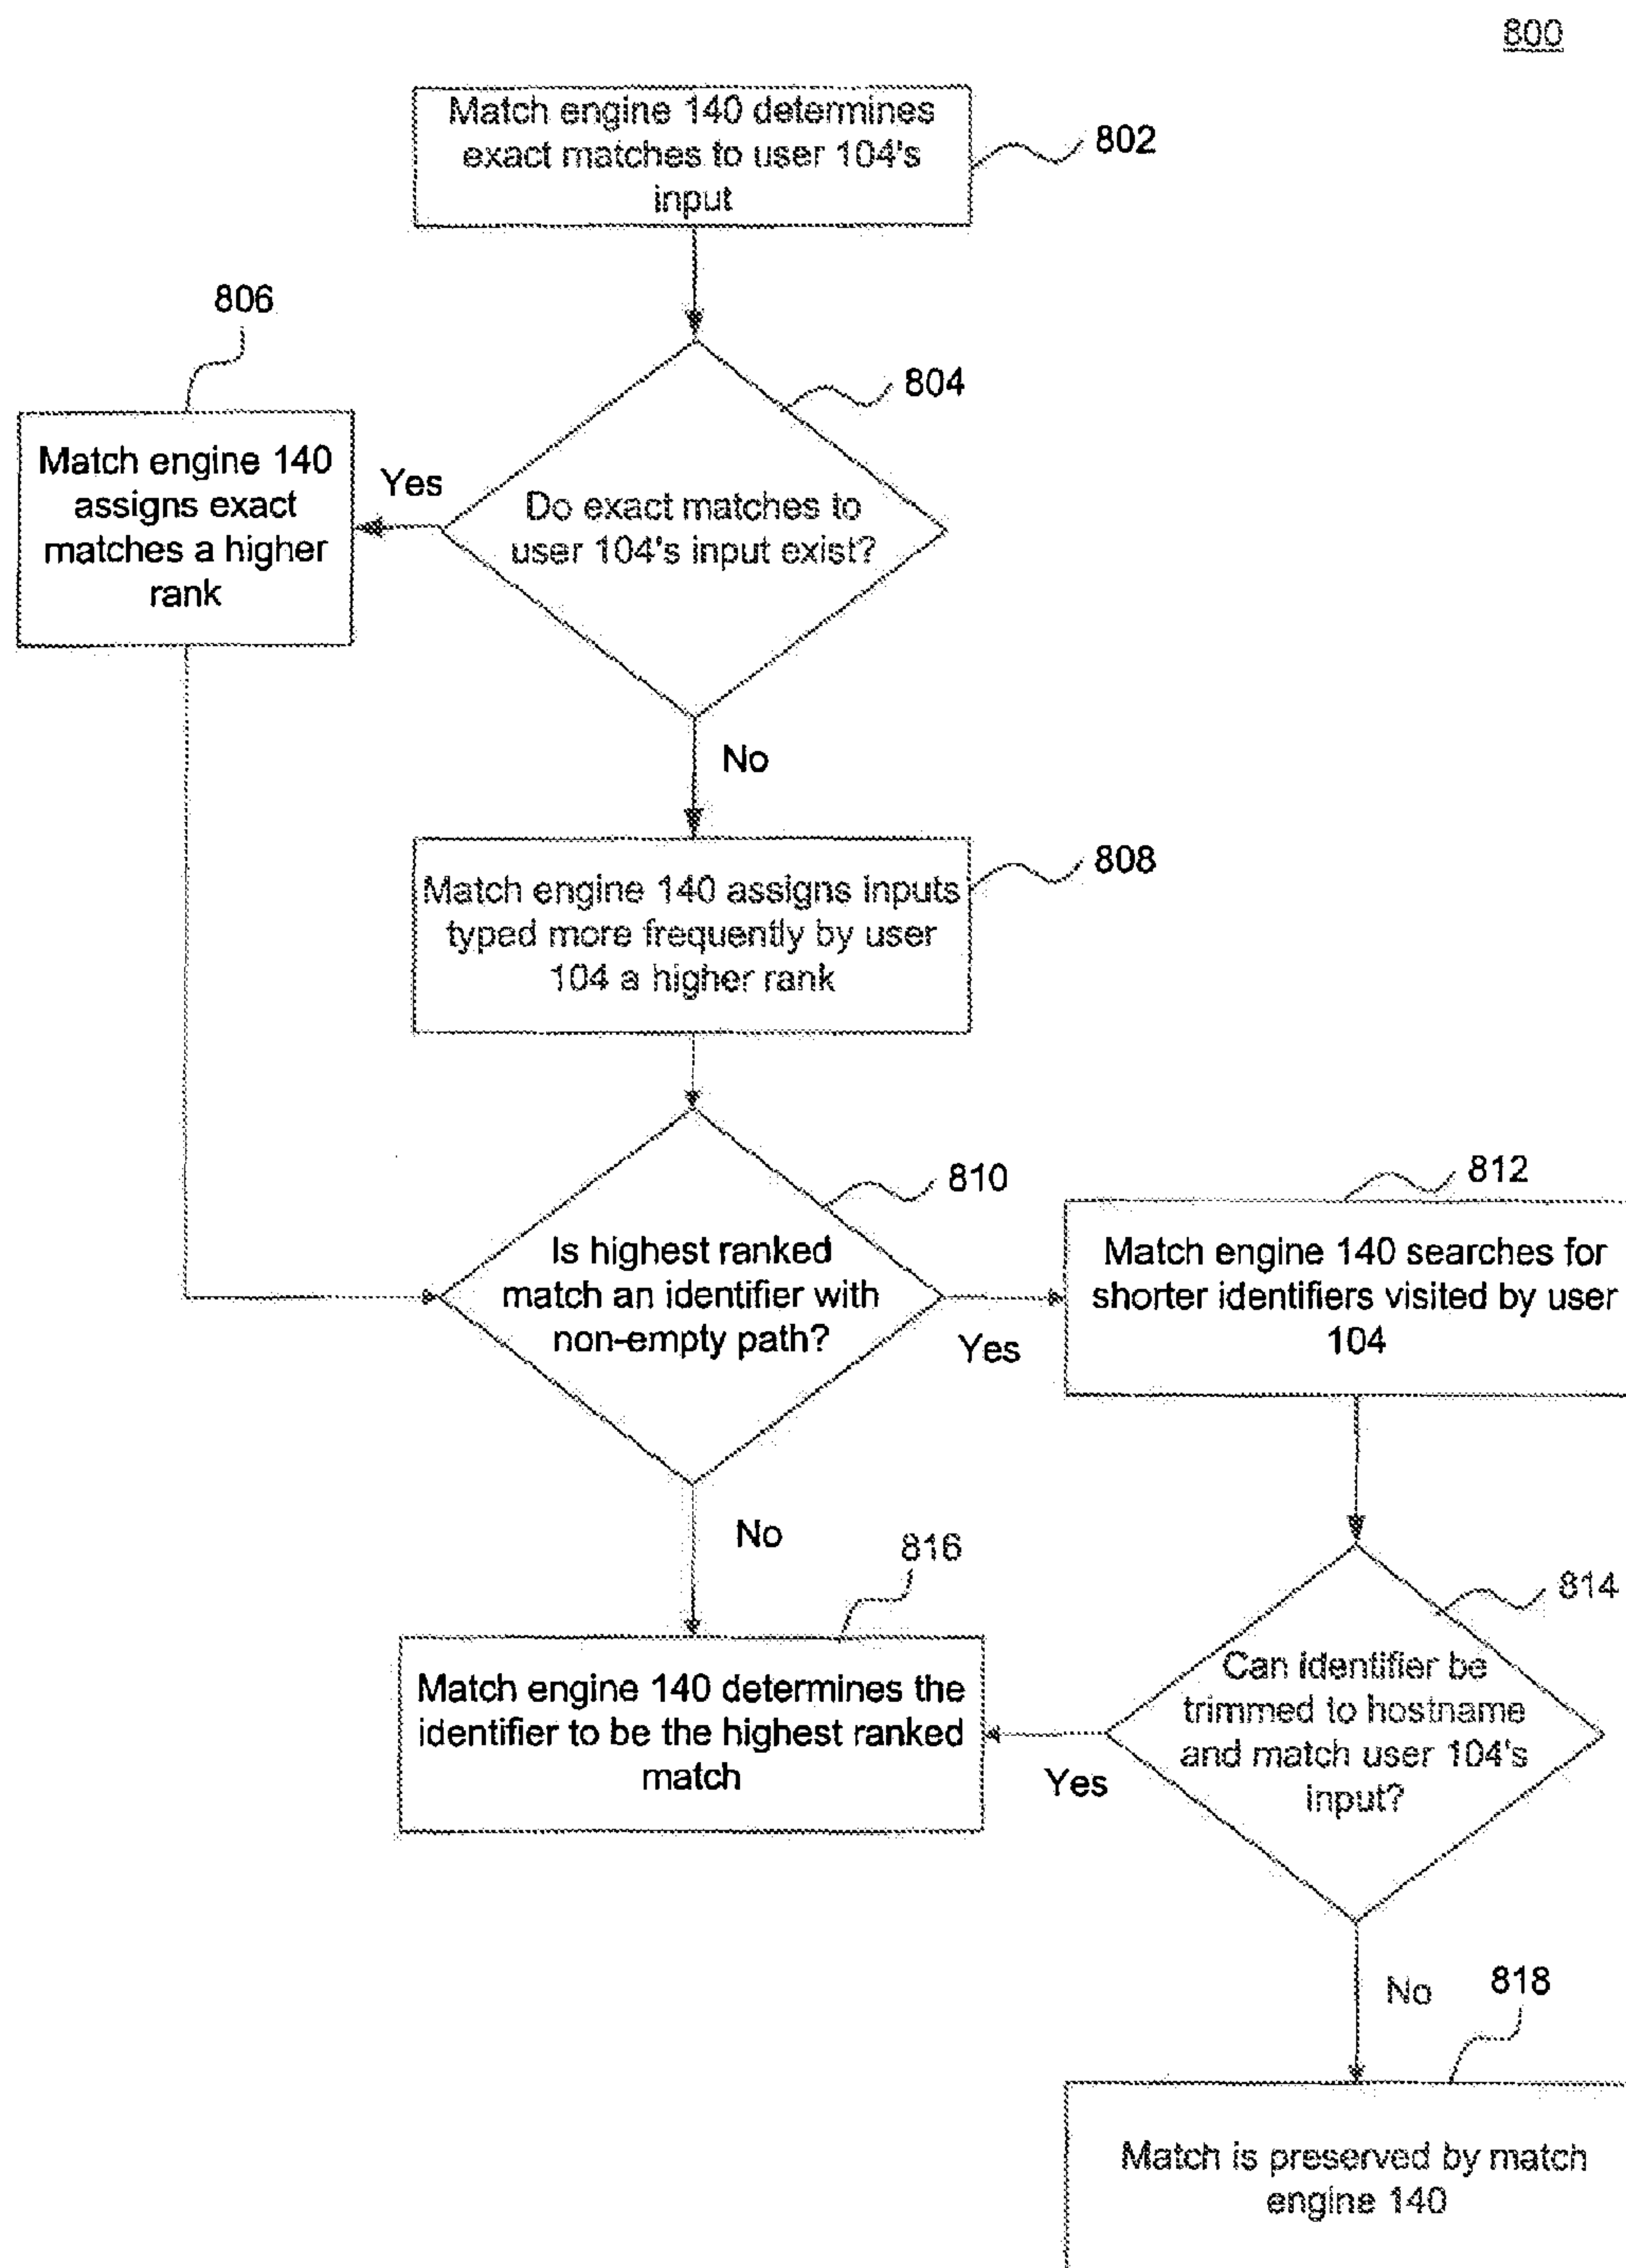 800
Match engine 140 determines
exact matches to user 104's
input
802
806
804
Match engine 140
assigns exact
matches a higher
rank
Yes
Do exact matches to
user 104's input exist?
No
808
Match engine 140 assigns inputs
typed more frequently by user
104 a higher rank
810
812
Is highest ranked
match an identifier with
non-empty path?
Yes
Match engine 140 searches for
shorter identifiers visited by user
104
No
816
814
Match engine 140 determines the
identifier to be the highest ranked
match
Yes
Can identifier be
trimmed to hostname
and match user 104's
input?
No
818
Match is preserved by match
engine 140